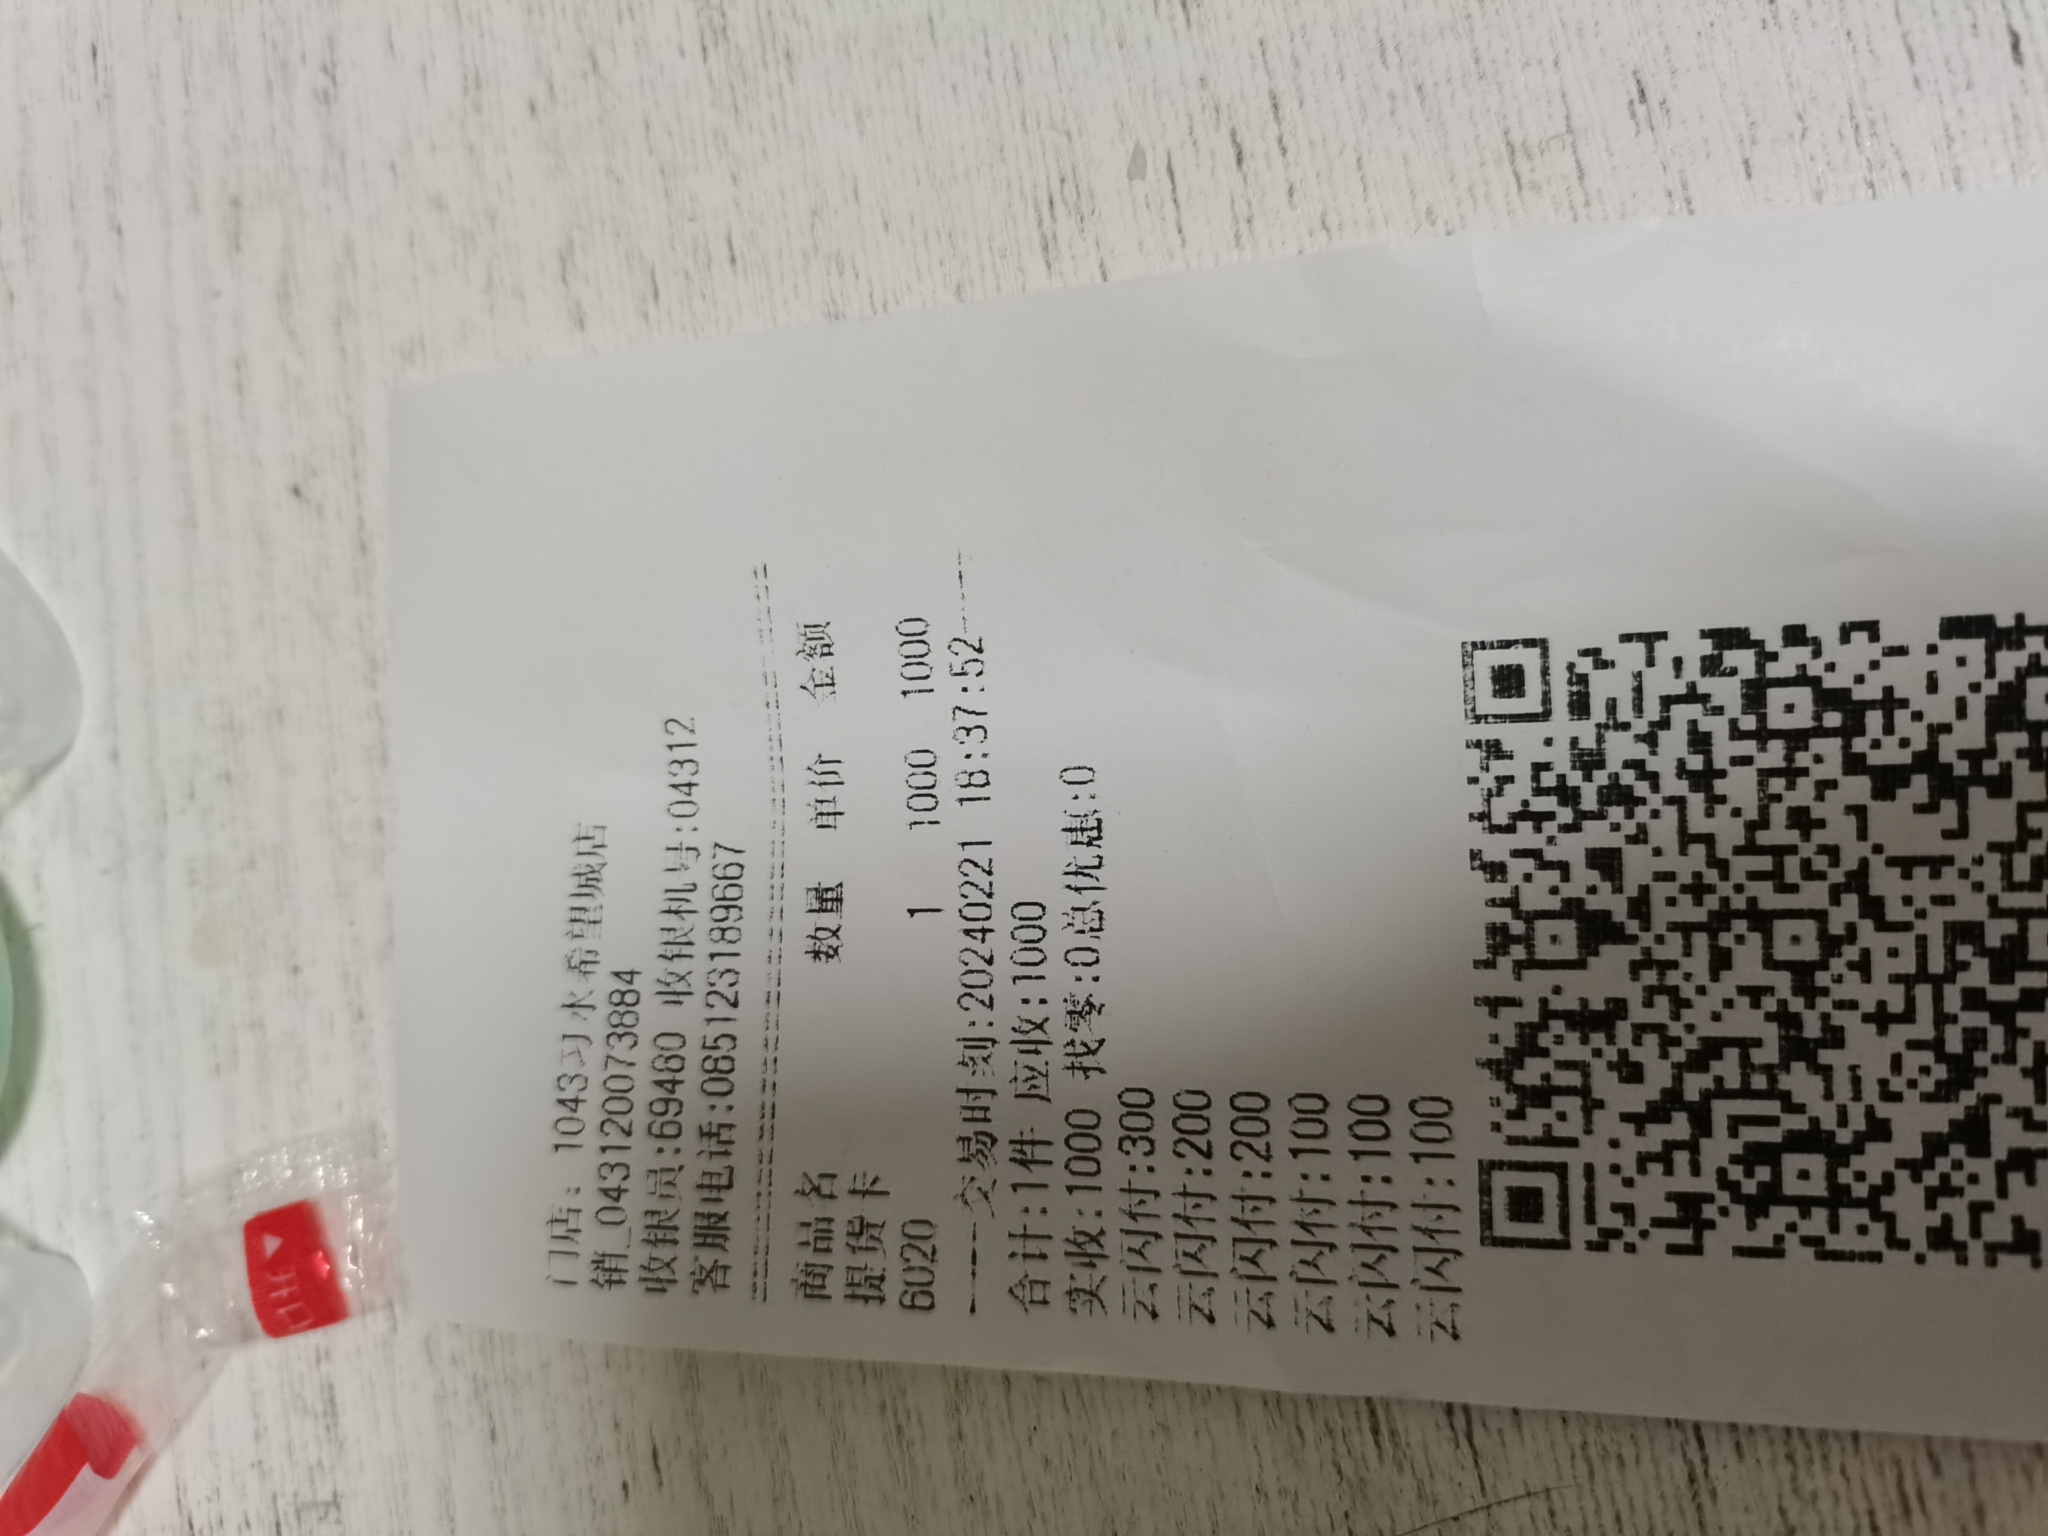 门店: 1043习水希望城店
销_043120073884
收银员:69480 收银机号:04312
客服电话:085123189667
商品名 数量 单价 金额
提货卡
6020 1 1000 1000
----交易时刻:20240221 18:37:52----
合计:1件 应收:1000
实收:1000 找零:0总优惠:0
云闪付:300
云闪付:200
云闪付:200
云闪付:100
云闪付:100
云闪付:100
开口